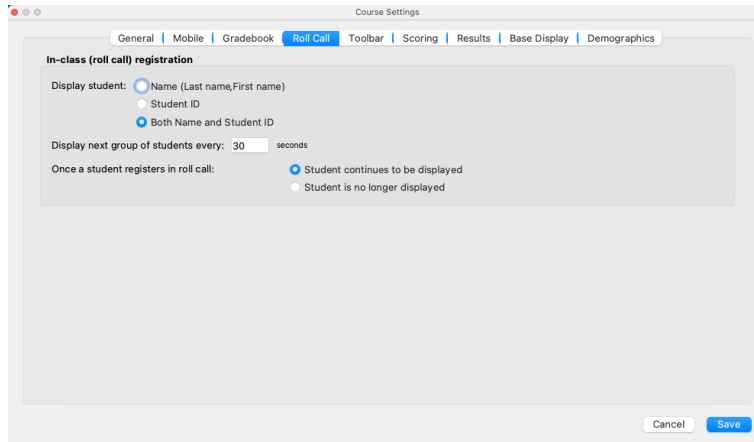 Course Settings
General Mobile Gradebook Roll Call Toolbar Scoring Results Base Display Demographics
In-class (roll call) registration
Display student: Name (Last name,First name)
Student ID
Both Name and Student ID
Display next group of students every: 30 seconds
Once a student registers in roll call: Student continues to be displayed
Student is no longer displayed
Cancel Save